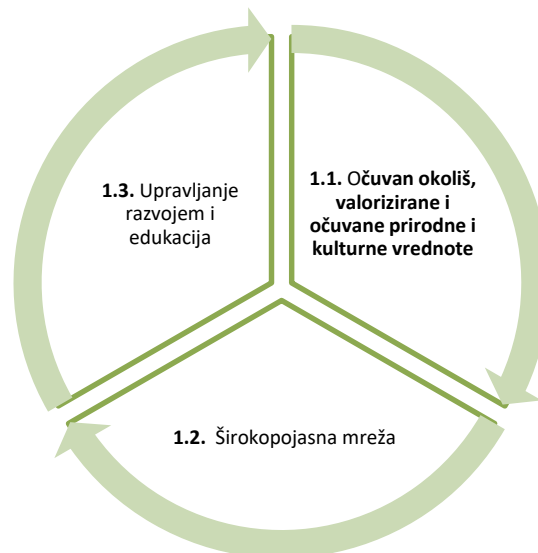 1.1. Očuvan okoliš,
valorizirane i
očuvane prirodne i
kulturne vrednote
1.2. Širokopojasna mreža
1.3. Upravljanje
razvojem i
edukacija